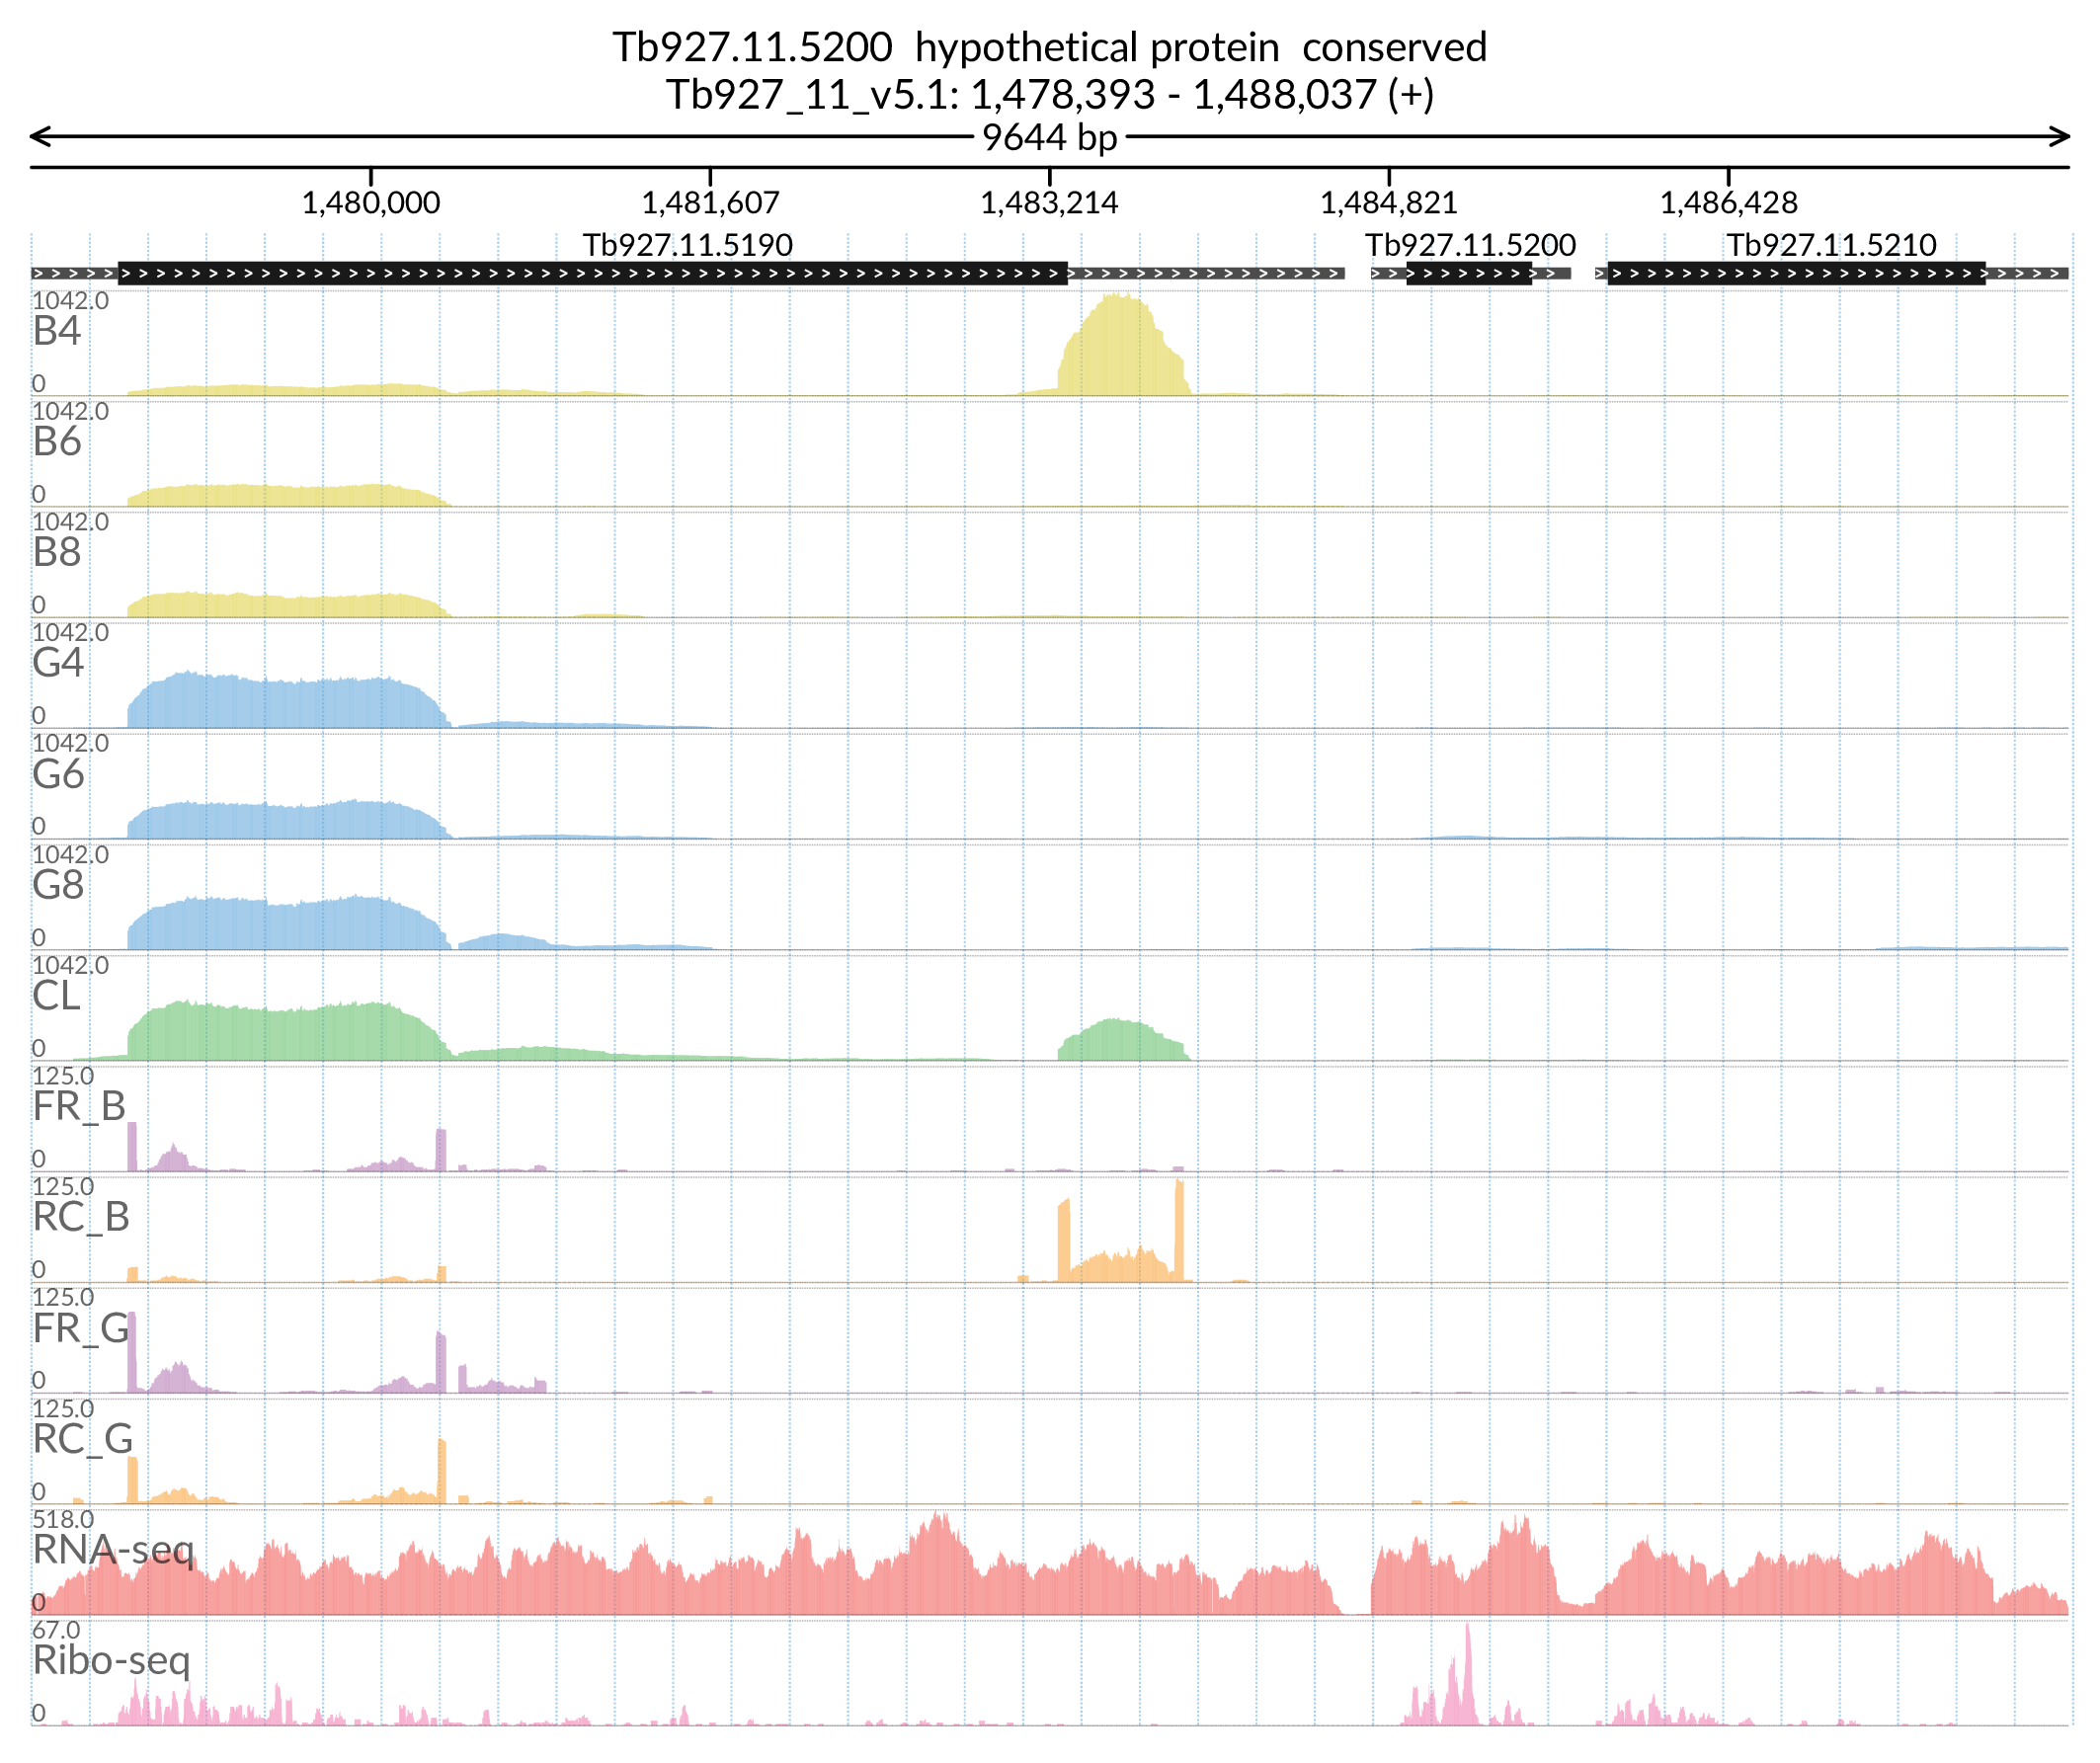 Tb927.11.5200 hypothetical protein conserved
Tb927_11_v5.1: 1,478,393 - 1,488,037 (+)
9644 bp
1,480,000 1,481,607 1,483,214 1,484,821 1,486,428
Tb927.11.5190 Tb927.11.5200 Tb927.11.5210
1042.0
B4
0
1042.0
B6
0
1042.0
B8
0
1042.0
G4
0
1042.0
G6
0
1042.0
G8
0
1042.0
CL
0
125.0
FR_B
0
125.0
RC_B
0
125.0
FR_G
0
125.0
RC_G
0
518.0
RNA-seq
0
67.0
Ribo-seq
0